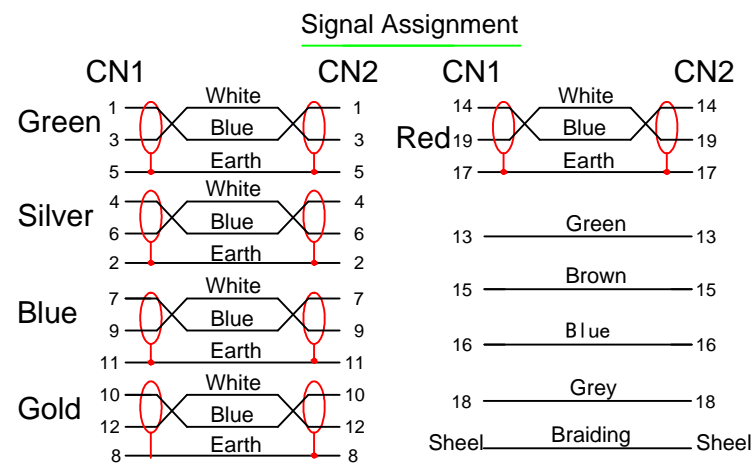 Signal Assignment
CN1 CN2
1 White 1
Green
3 Blue 3
5 Earth 5
4 White 4
Silver
6 Blue 6
2 Earth 2
7 White 7
Blue
9 Blue 9
11 Earth 11
10 White 10
Gold
12 Blue 12
8 Earth 8
CN1 CN2
14 White 14
Red 19 Blue 19
17 Earth 17
13 Green 13
15 Brown 15
16 Blue 16
18 Grey 18
Sheel Braiding Sheel